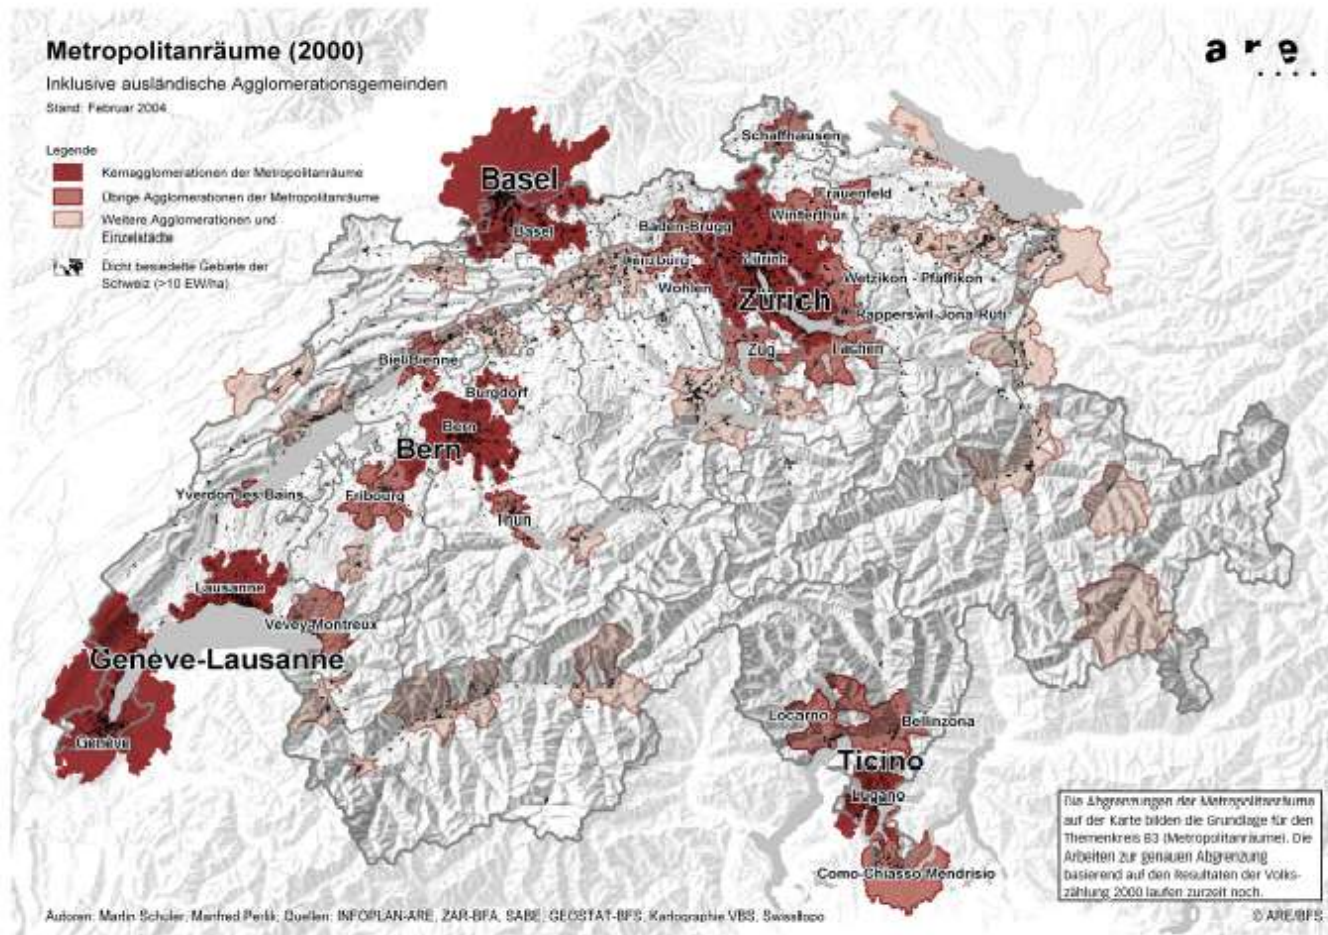 Metropolitanräume (2000)
Inklusive ausländische Agglomerationsgemeinden
Stand: Februar 2004
are
Legende
Kernagglomerationen der Metropolitanräume
Übrige Agglomerationen der Metropolitanräume
Weitere Agglomerationen und
Einzelstädte
Dicht besiedelte Gebiete der
Schweiz (>10 EW/ha)
Schaffhausen
Basel
Frauenfeld
Winterthur
Baden-Brugg
Basel
Lenzburg
Zürich
Wohlen
Wetzikon - Pfäffikon
Zürich
Rapperswil-Jona-Rüti
Zug
Lachen
Biel/Bienne
Burgdorf
Bern
Bern
Yverdon-les-Bains
Fribourg
Thun
Lausanne
Vevey-Montreux
Genève-Lausanne
Genève
Locarno
Bellinzona
Ticino
Lugano
Como-Chiasso-Mendrisio
Die Abgrenzungen der Metropolitanräume
auf der Karte bilden die Grundlage für den
Themenkreis B3 (Metropolitanräume). Die
Arbeiten zur genauen Abgrenzung
basierend auf den Resultaten der Volks-
zählung 2000 laufen zurzeit noch.
Autoren: Martin Schuler, Manfred Perlik; Quellen: INFOPLAN-ARE, ZAR-BFA, SABE, GEOSTAT-BFS, Kartographie VBS, Swisstopo
© ARE/BFS